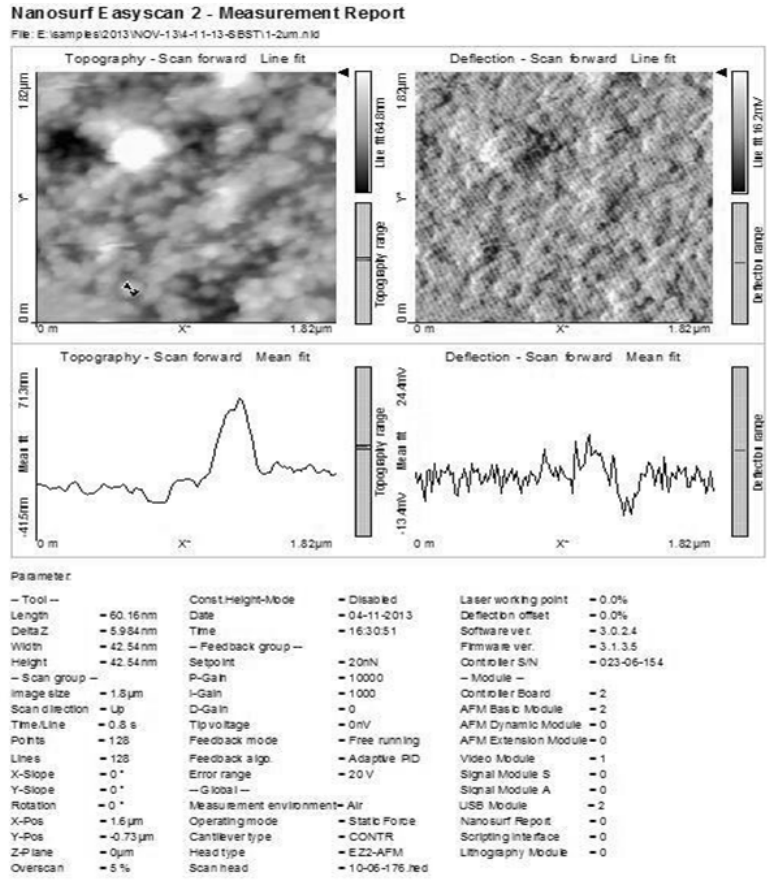 Nanosurf Easyscan 2 - Measurement Report
File: E:\samples\2013\NOV-13\4-11-13-SBST\1-2um.nid
Topography - Scan forward Line fit
Deflection - Scan forward Line fit
1.82µm
Y*
0 m
0 m X* 1.82µm
Line fit 64.8nm
Topography range
1.82µm
Y*
0 m
0 m X* 1.82µm
Line fit 16.2mV
Deflection range
Topography - Scan forward Mean fit
Deflection - Scan forward Mean fit
71.3nm
Mean fit
-41.5nm
0 m X* 1.82µm
Topography range
24.4mV
Mean fit
-13.4mV
0 m X* 1.82µm
Deflection range
Parameter:
-- Tool --
Length = 60.16nm
DeltaZ = 5.984nm
Width = 42.54nm
Height = 42.54nm
-- Scan group --
Image size = 1.8µm
Scan direction = Up
Time/Line = 0.8 s
Points = 128
Lines = 128
X-Slope = 0 °
Y-Slope = 0 °
Rotation = 0 °
X-Pos = 1.6µm
Y-Pos = -0.73µm
Z-Plane = 0µm
Overscan = 5 %
Const.Height-Mode = Disabled
Date = 04-11-2013
Time = 16:30:51
-- Feedback group --
Setpoint = 20nN
P-Gain = 10000
I-Gain = 1000
D-Gain = 0
Tip voltage = 0nV
Feedback mode = Free running
Feedback algo. = Adaptive PID
Error range = 20 V
-- Global --
Measurement environment = Air
Operating mode = Static Force
Cantilever type = CONTR
Head type = EZ2-AFM
Scan head = 10-06-176.hed
Laser working point = 0.0%
Deflection offset = 0.0%
Software ver. = 3.0.2.4
Firmware ver. = 3.1.3.5
Controller S/N = 023-06-154
-- Module --
Controller Board = 2
AFM Basic Module = 2
AFM Dynamic Module = 0
AFM Extension Module = 0
Video Module = 1
Signal Module S = 0
Signal Module A = 0
USB Module = 2
Nanosurf Report = 0
Scripting Interface = 0
Lithography Module = 0